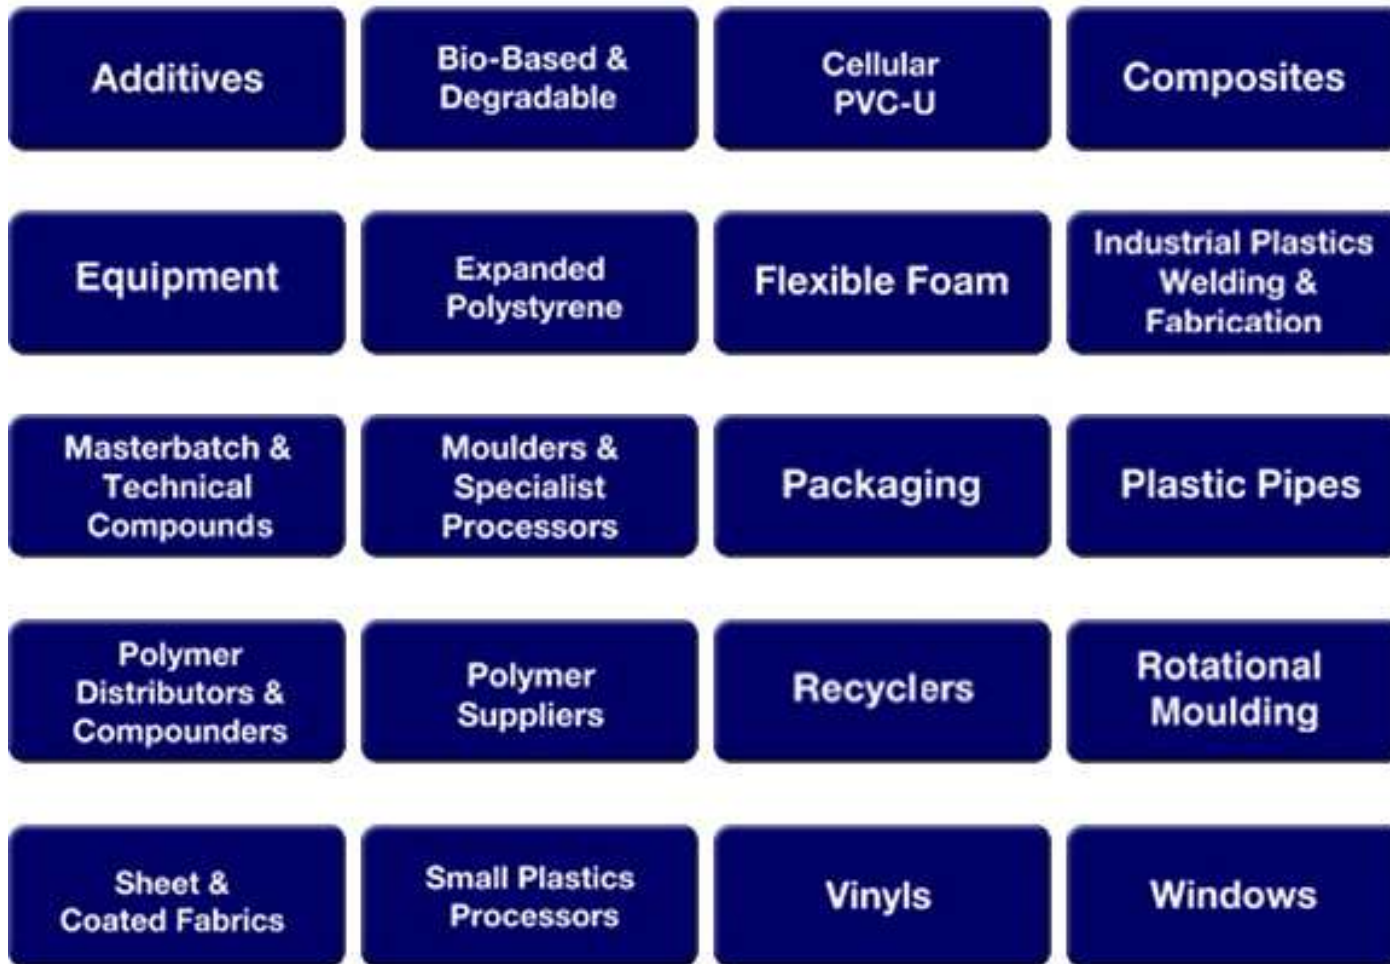 Additives
Bio-Based &
Degradable
Cellular
PVC-U
Composites
Equipment
Expanded
Polystyrene
Flexible Foam
Industrial Plastics
Welding &
Fabrication
Masterbatch &
Technical
Compounds
Moulders &
Specialist
Processors
Packaging
Plastic Pipes
Polymer
Distributors &
Compounders
Polymer
Suppliers
Recyclers
Rotational
Moulding
Sheet &
Coated Fabrics
Small Plastics
Processors
Vinyls
Windows